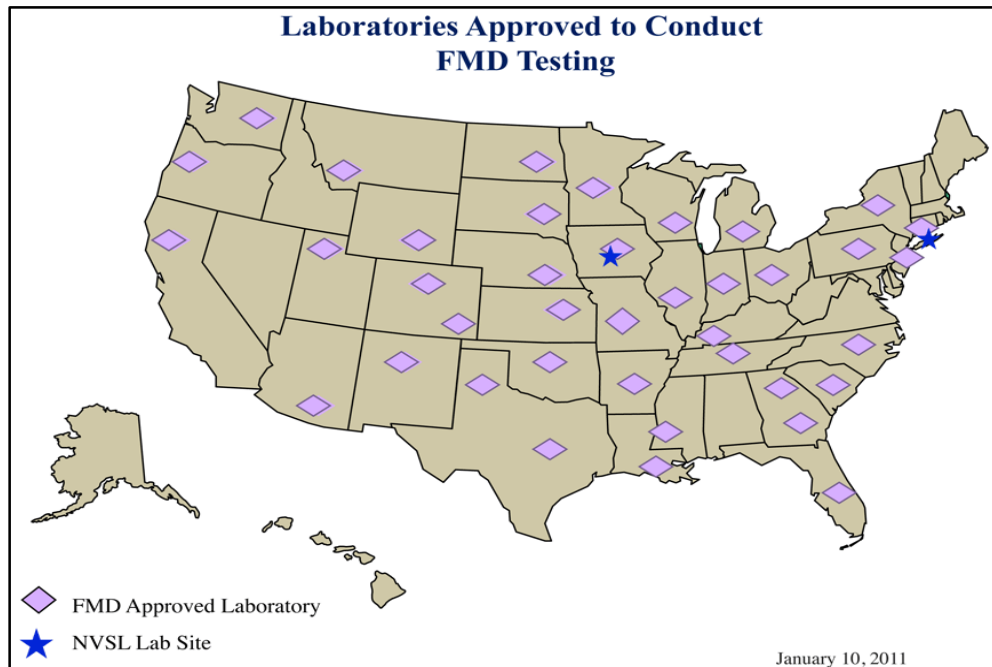 Laboratories Approved to Conduct
FMD Testing
FMD Approved Laboratory
NVSL Lab Site
January 10, 2011